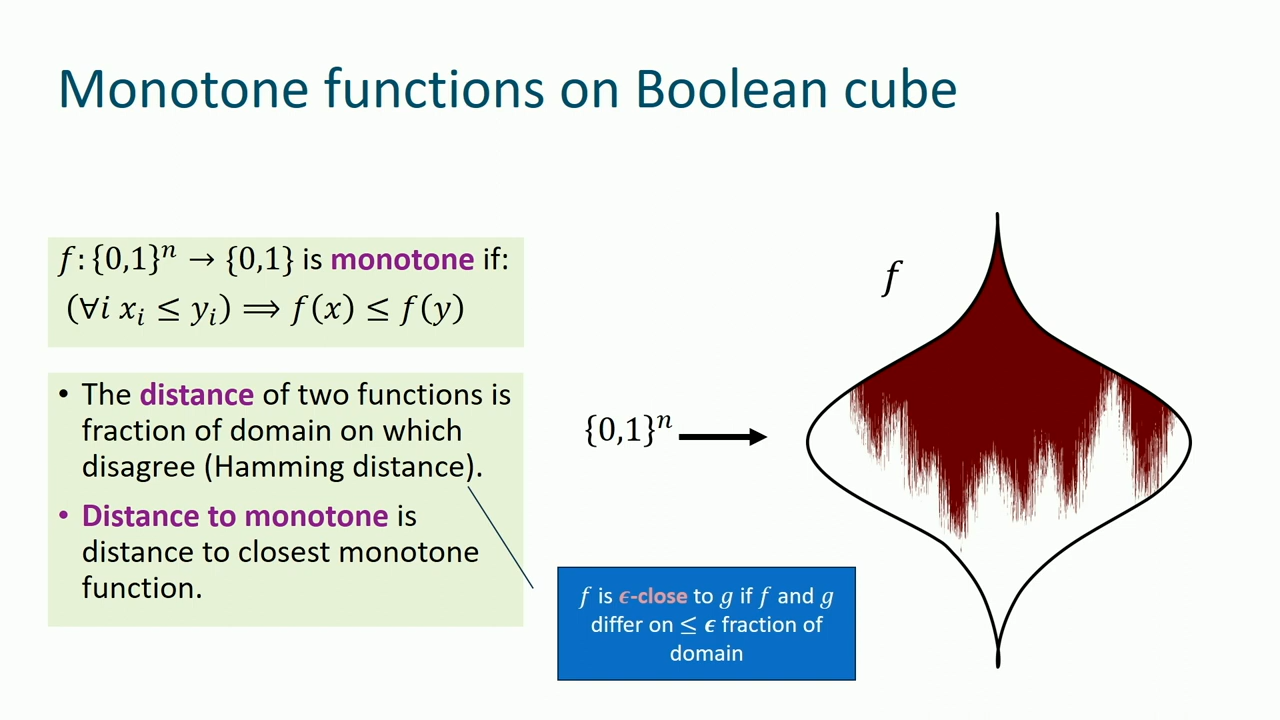 Monotone functions on Boolean cube
𝑓: {0,1}ⁿ → {0,1} is monotone if:
(∀𝑖 𝑥ᵢ ≤ 𝑦ᵢ) ⟹ 𝑓(𝑥) ≤ 𝑓(𝑦)
• The distance of two functions is
fraction of domain on which
disagree (Hamming distance).
• Distance to monotone is
distance to closest monotone
function.
𝑓
{0,1}ⁿ
𝑓 is 𝜖-close to 𝑔 if 𝑓 and 𝑔
differ on ≤ 𝝐 fraction of
domain